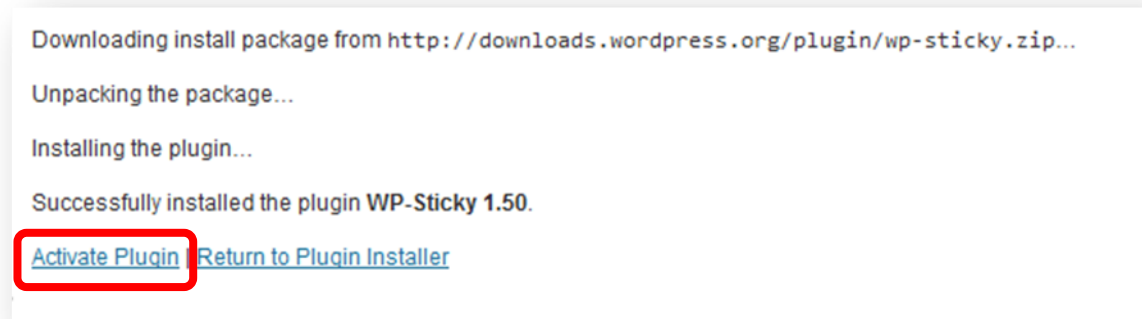 Downloading install package from http://downloads.wordpress.org/plugin/wp-sticky.zip…
Unpacking the package…
Installing the plugin…
Successfully installed the plugin WP-Sticky 1.50.
Activate Plugin | Return to Plugin Installer